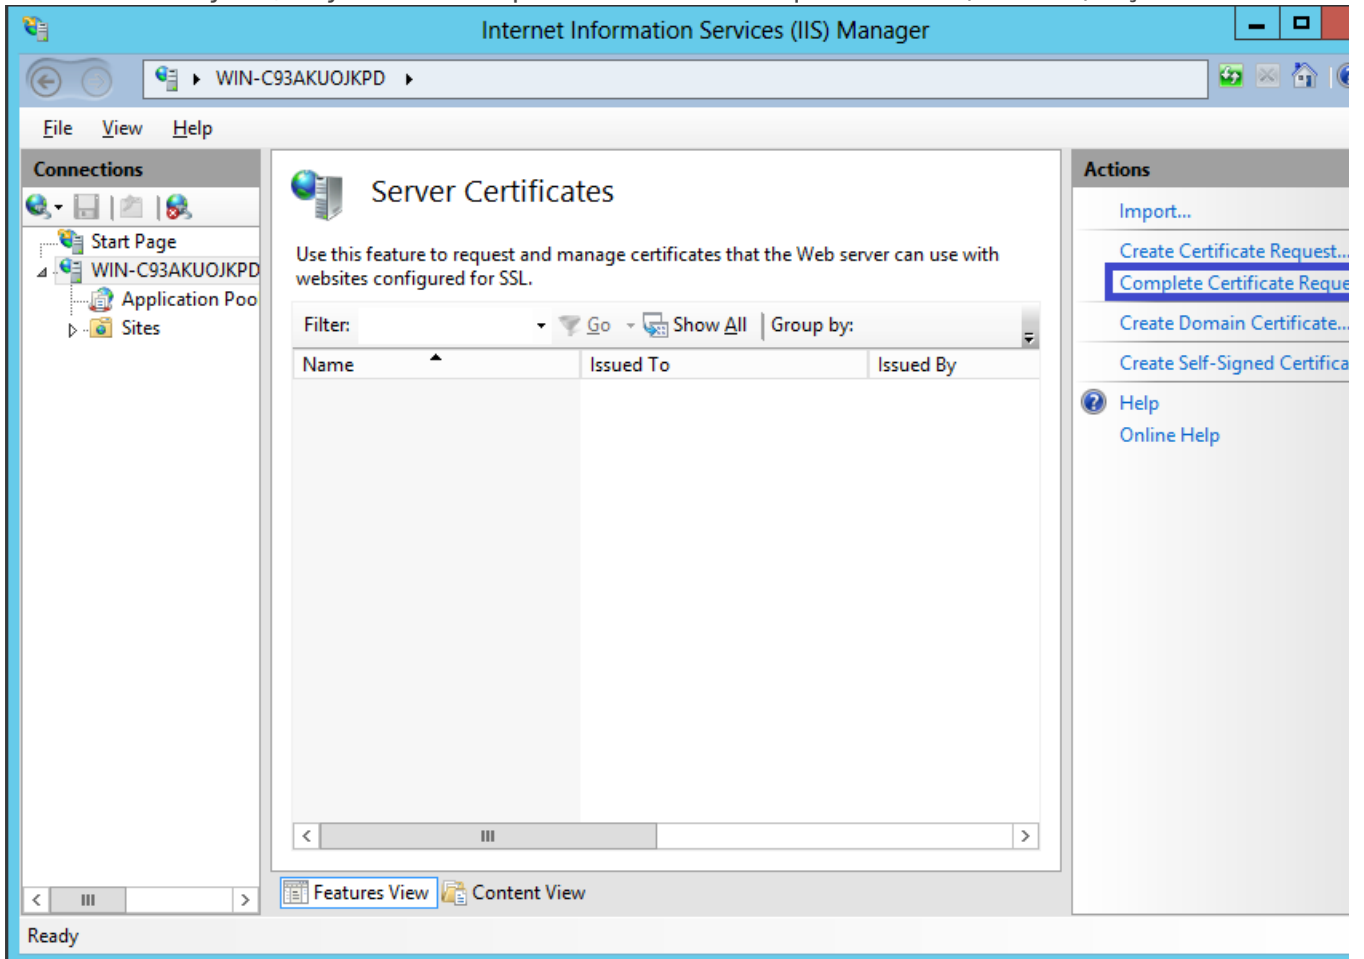 Internet Information Services (IIS) Manager
WIN-C93AKUOJKPD
File View Help
Connections
Start Page
WIN-C93AKUOJKPD
Application Poo
Sites
Server Certificates
Use this feature to request and manage certificates that the Web server can use with
websites configured for SSL.
Filter: Go Show All Group by:
Name Issued To Issued By
Features View Content View
Actions
Import...
Create Certificate Request...
Complete Certificate Reque
Create Domain Certificate...
Create Self-Signed Certifica
Help
Online Help
Ready